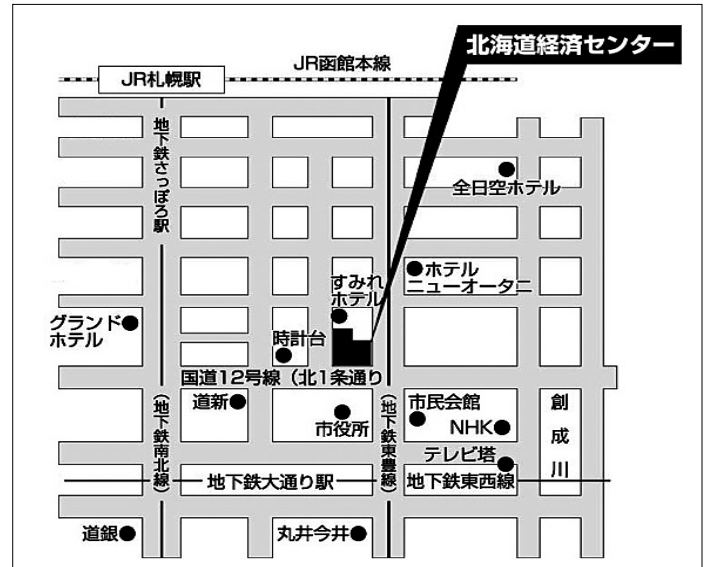 北海道経済センター
JR函館本線
JR札幌駅
地下鉄さっぽろ駅
全日空ホテル
ホテル
ニューオータニ
すみれ
ホテル
グランド
ホテル
時計台
国道12号線（北1条通り
道新
市役所
市民会館
NHK
創成川
（地下鉄南北線）
（地下鉄東豊線）
テレビ塔
地下鉄大通り駅
地下鉄東西線
道銀
丸井今井